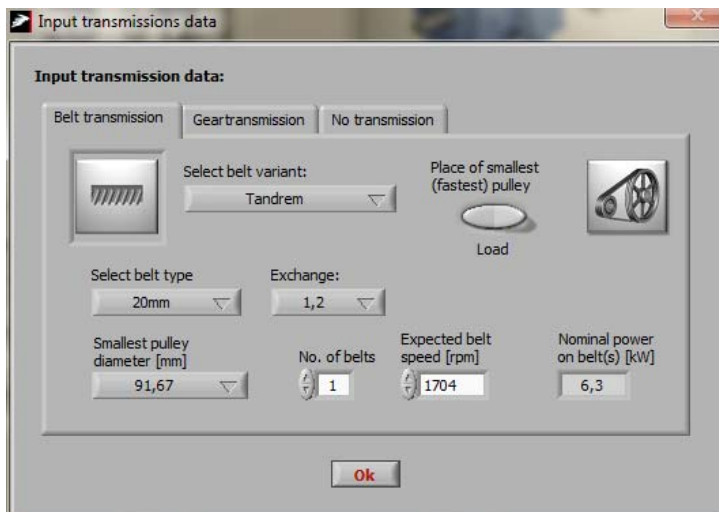 Input transmissions data
Input transmission data:
Belt transmission
Geartransmission
No transmission
Select belt variant:
Tandrem
Place of smallest
(fastest) pulley
Load
Select belt type
20mm
Exchange:
1,2
Smallest pulley
diameter [mm]
91,67
No. of belts
1
Expected belt
speed [rpm]
1704
Nominal power
on belt(s) [kW]
6,3
Ok